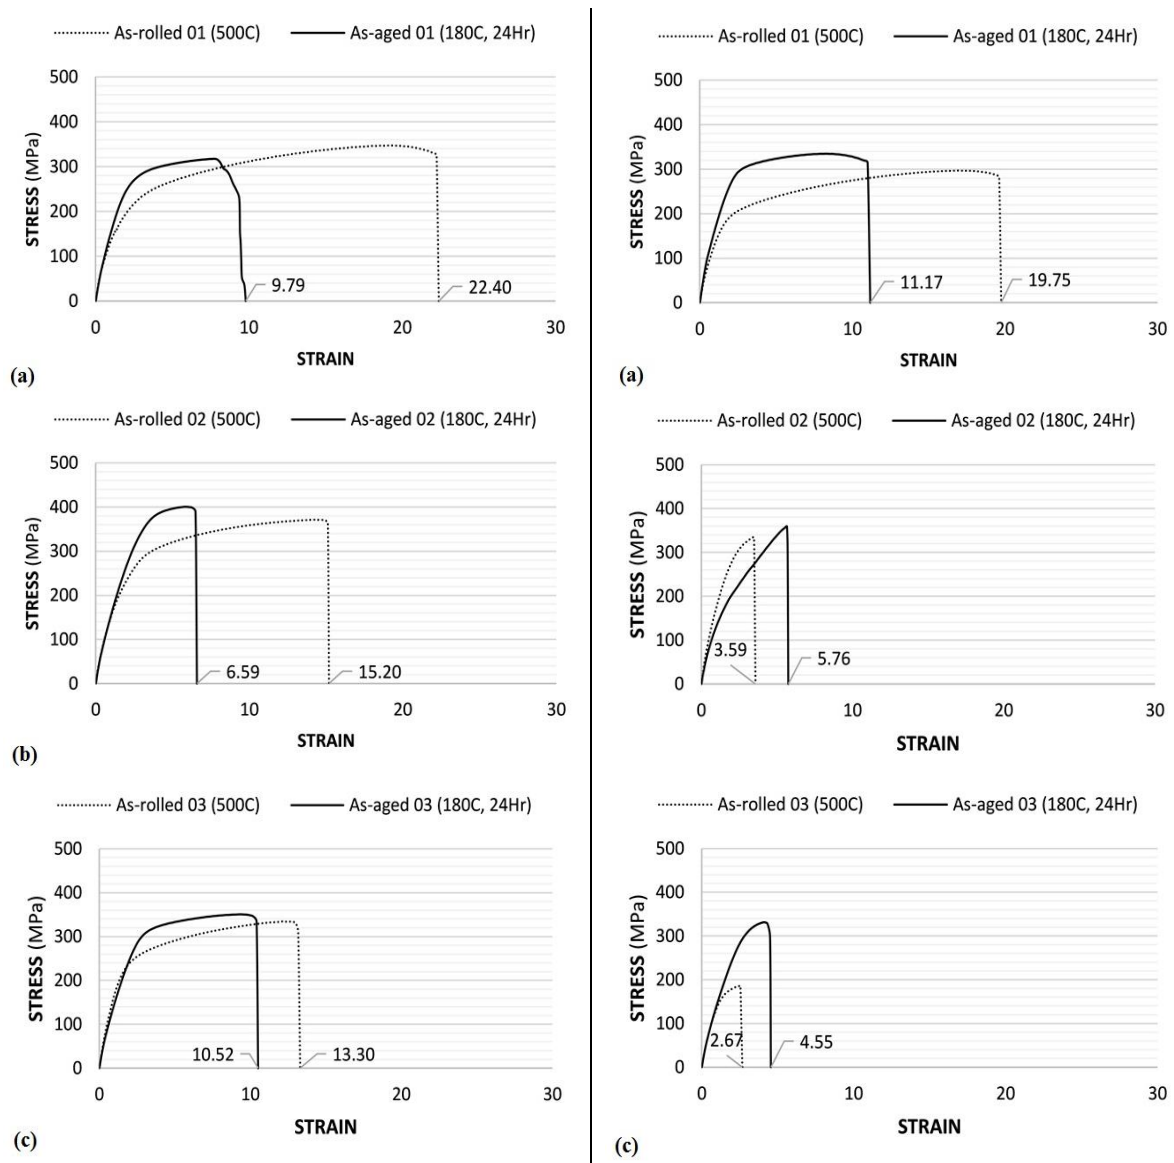 As-rolled 01 (500C) As-aged 01 (180C, 24Hr)
500
400
300
200
100
0
STRESS (MPa)
9.79 22.40
0 10 20 30
STRAIN
(a)
As-rolled 02 (500C) As-aged 02 (180C, 24Hr)
500
400
300
200
100
0
STRESS (MPa)
6.59 15.20
0 10 20 30
STRAIN
(b)
As-rolled 03 (500C) As-aged 03 (180C, 24Hr)
500
400
300
200
100
0
STRESS (MPa)
10.52 13.30
0 10 20 30
STRAIN
(c)
As-rolled 01 (500C) As-aged 01 (180C, 24Hr)
500
400
300
200
100
0
STRESS (MPa)
11.17 19.75
0 10 20 30
STRAIN
(a)
As-rolled 02 (500C) As-aged 02 (180C, 24Hr)
500
400
300
200
100
0
STRESS (MPa)
3.59 5.76
0 10 20 30
STRAIN
As-rolled 03 (500C) As-aged 03 (180C, 24Hr)
500
400
300
200
100
0
STRESS (MPa)
2.67 4.55
0 10 20 30
STRAIN
(c)